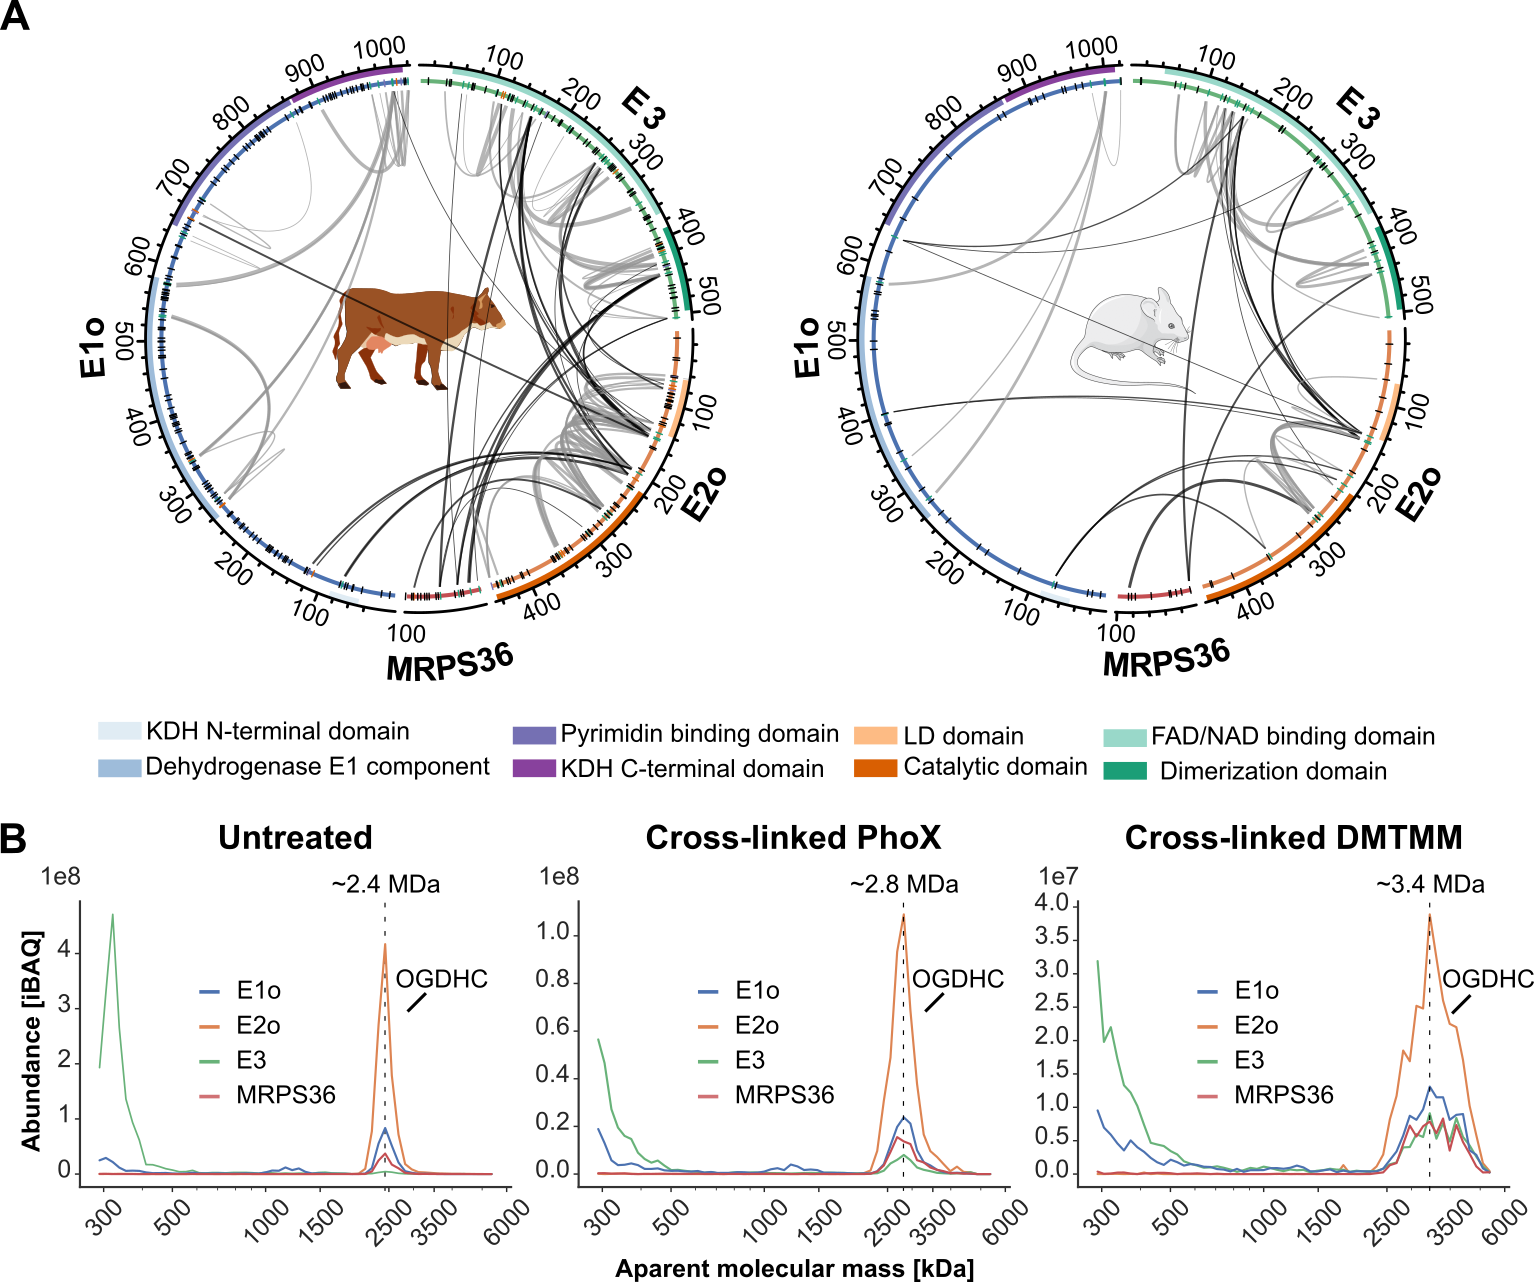 A
100
200
300
400
500
E3
100
200
300
400
E2o
100
MRPS36
100
200
300
400
500
600
700
800
900
1000
E1o
100
200
300
400
500
E3
100
200
300
400
E2o
100
MRPS36
100
200
300
400
500
600
700
800
900
1000
E1o
KDH N-terminal domain
Dehydrogenase E1 component
Pyrimidin binding domain
KDH C-terminal domain
LD domain
Catalytic domain
FAD/NAD binding domain
Dimerization domain
B
Untreated
1e8
~2.4 MDa
OGDHC
E1o
E2o
E3
MRPS36
4
3
2
1
0
300 500 1000 1500 2500 3500 6000
Abundance [iBAQ]
Cross-linked PhoX
1e8
~2.8 MDa
OGDHC
E1o
E2o
E3
MRPS36
1.0
0.8
0.6
0.4
0.2
0.0
300 500 1000 1500 2500 3500 6000
Cross-linked DMTMM
1e7
~3.4 MDa
OGDHC
E1o
E2o
E3
MRPS36
4.0
3.5
3.0
2.5
2.0
1.5
1.0
0.5
0.0
300 500 1000 1500 2500 3500 6000
Apparent molecular mass [kDa]